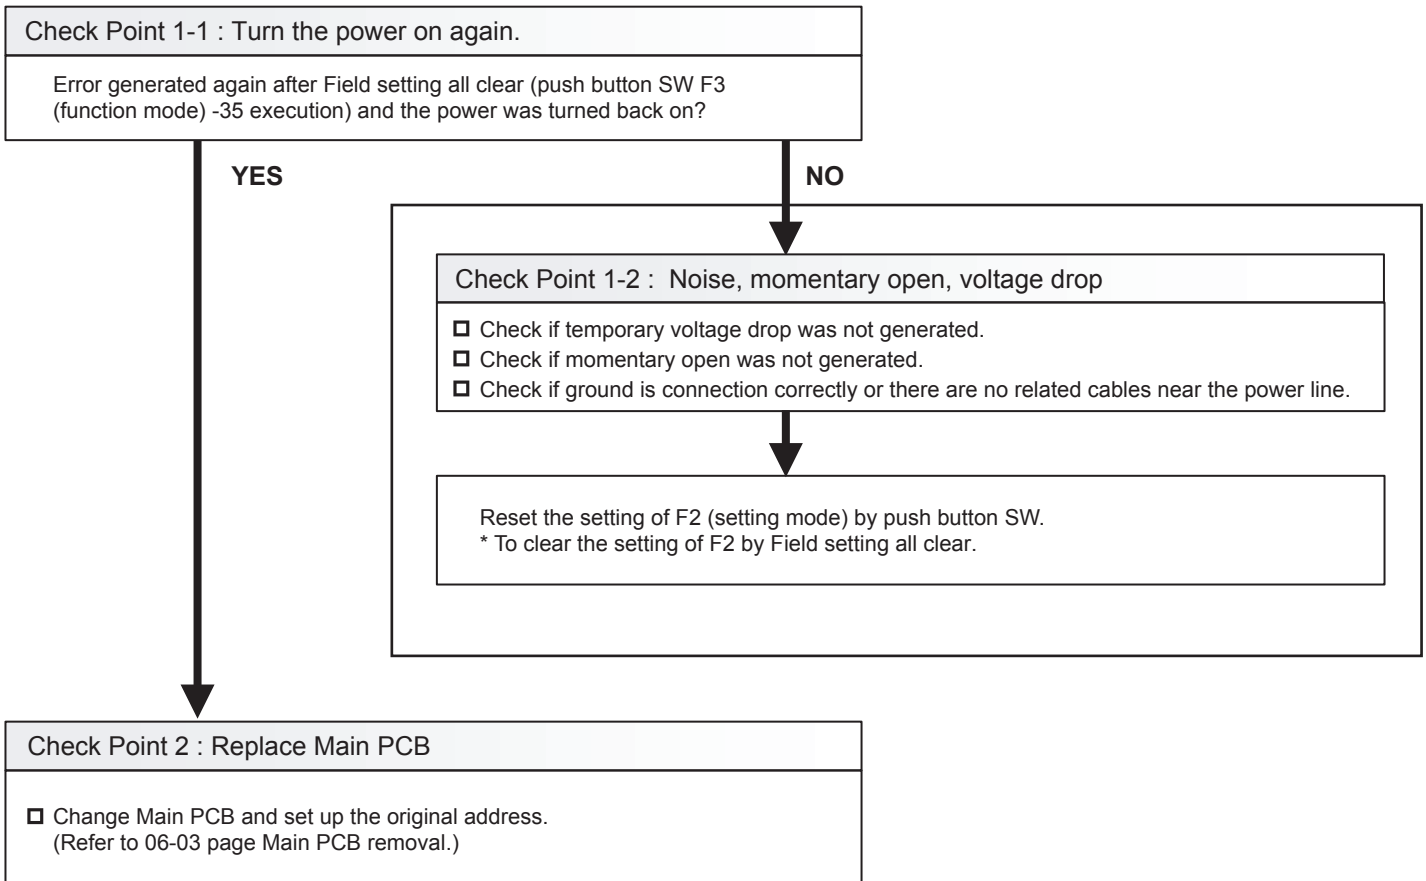 Check Point 1-1 : Turn the power on again.
Error generated again after Field setting all clear (push button SW F3
(function mode) -35 execution) and the power was turned back on?
YES
NO
Check Point 1-2 :  Noise, momentary open, voltage drop
Check if temporary voltage drop was not generated.
Check if momentary open was not generated.
Check if ground is connection correctly or there are no related cables near the power line.
Reset the setting of F2 (setting mode) by push button SW.
* To clear the setting of F2 by Field setting all clear.
Check Point 2 : Replace Main PCB
Change Main PCB and set up the original address.
(Refer to 06-03 page Main PCB removal.)